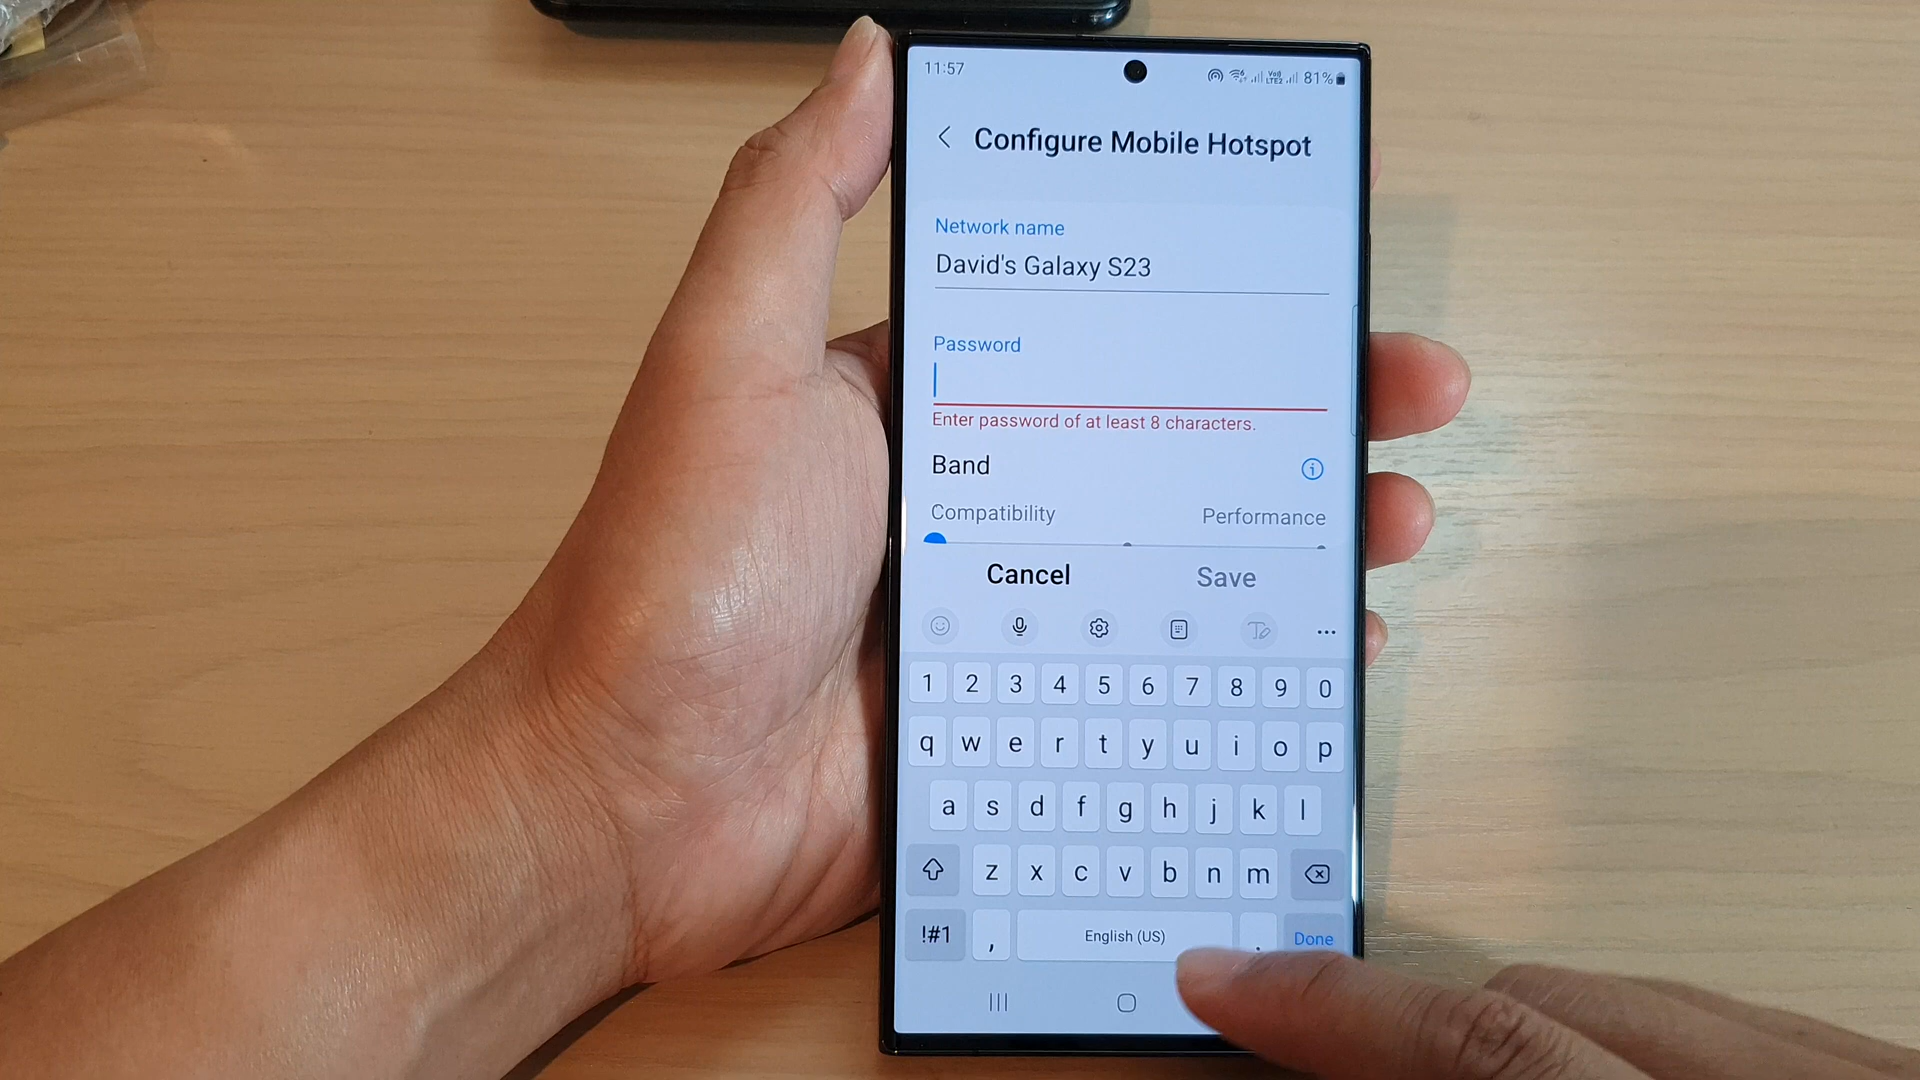 11:57 Vo)) LTE2 81%
Configure Mobile Hotspot
Network name
David's Galaxy S23
Password
Enter password of at least 8 characters.
Band
Compatibility Performance
Cancel Save
1 2 3 4 5 6 7 8 9 0
q w e r t y u i o p
a s d f g h j k l
z x c v b n m
!#1 , English (US) . Done